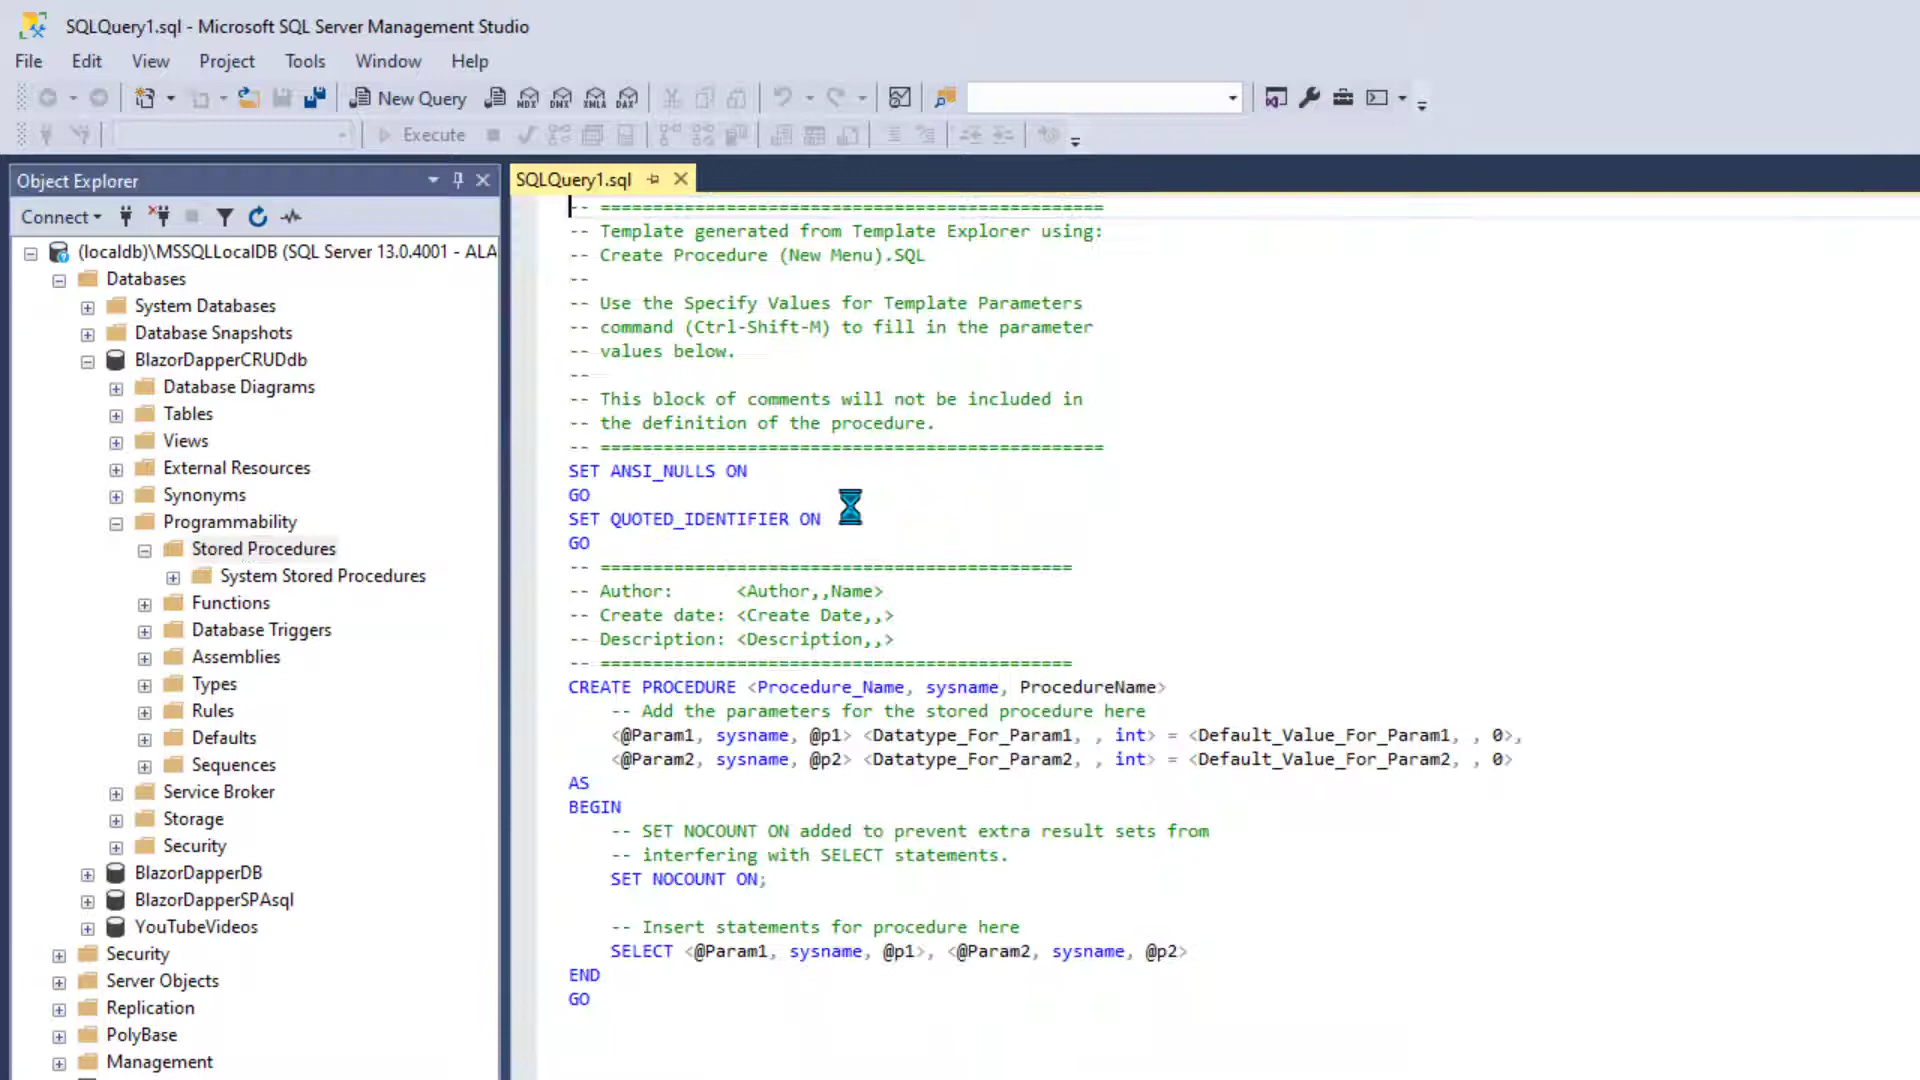 SQLQuery1.sql - Microsoft SQL Server Management Studio
File Edit View Project Tools Window Help
New Query MDX DMX XMLA DAX
Execute
Object Explorer
Connect
(localdb)\MSSQLLocalDB (SQL Server 13.0.4001 - ALA
Databases
System Databases
Database Snapshots
BlazorDapperCRUDdb
Database Diagrams
Tables
Views
External Resources
Synonyms
Programmability
Stored Procedures
System Stored Procedures
Functions
Database Triggers
Assemblies
Types
Rules
Defaults
Sequences
Service Broker
Storage
Security
BlazorDapperDB
BlazorDapperSPAsql
YouTubeVideos
Security
Server Objects
Replication
PolyBase
Management
SQLQuery1.sql
-- ================================================
-- Template generated from Template Explorer using:
-- Create Procedure (New Menu).SQL
--
-- Use the Specify Values for Template Parameters
-- command (Ctrl-Shift-M) to fill in the parameter
-- values below.
--
-- This block of comments will not be included in
-- the definition of the procedure.
-- ================================================
SET ANSI_NULLS ON
GO
SET QUOTED_IDENTIFIER ON
GO
-- =============================================
-- Author:      <Author,,Name>
-- Create date: <Create Date,,>
-- Description: <Description,,>
-- =============================================
CREATE PROCEDURE <Procedure_Name, sysname, ProcedureName>
    -- Add the parameters for the stored procedure here
    <@Param1, sysname, @p1> <Datatype_For_Param1, , int> = <Default_Value_For_Param1, , 0>,
    <@Param2, sysname, @p2> <Datatype_For_Param2, , int> = <Default_Value_For_Param2, , 0>
AS
BEGIN
    -- SET NOCOUNT ON added to prevent extra result sets from
    -- interfering with SELECT statements.
    SET NOCOUNT ON;
    -- Insert statements for procedure here
    SELECT <@Param1, sysname, @p1>, <@Param2, sysname, @p2>
END
GO